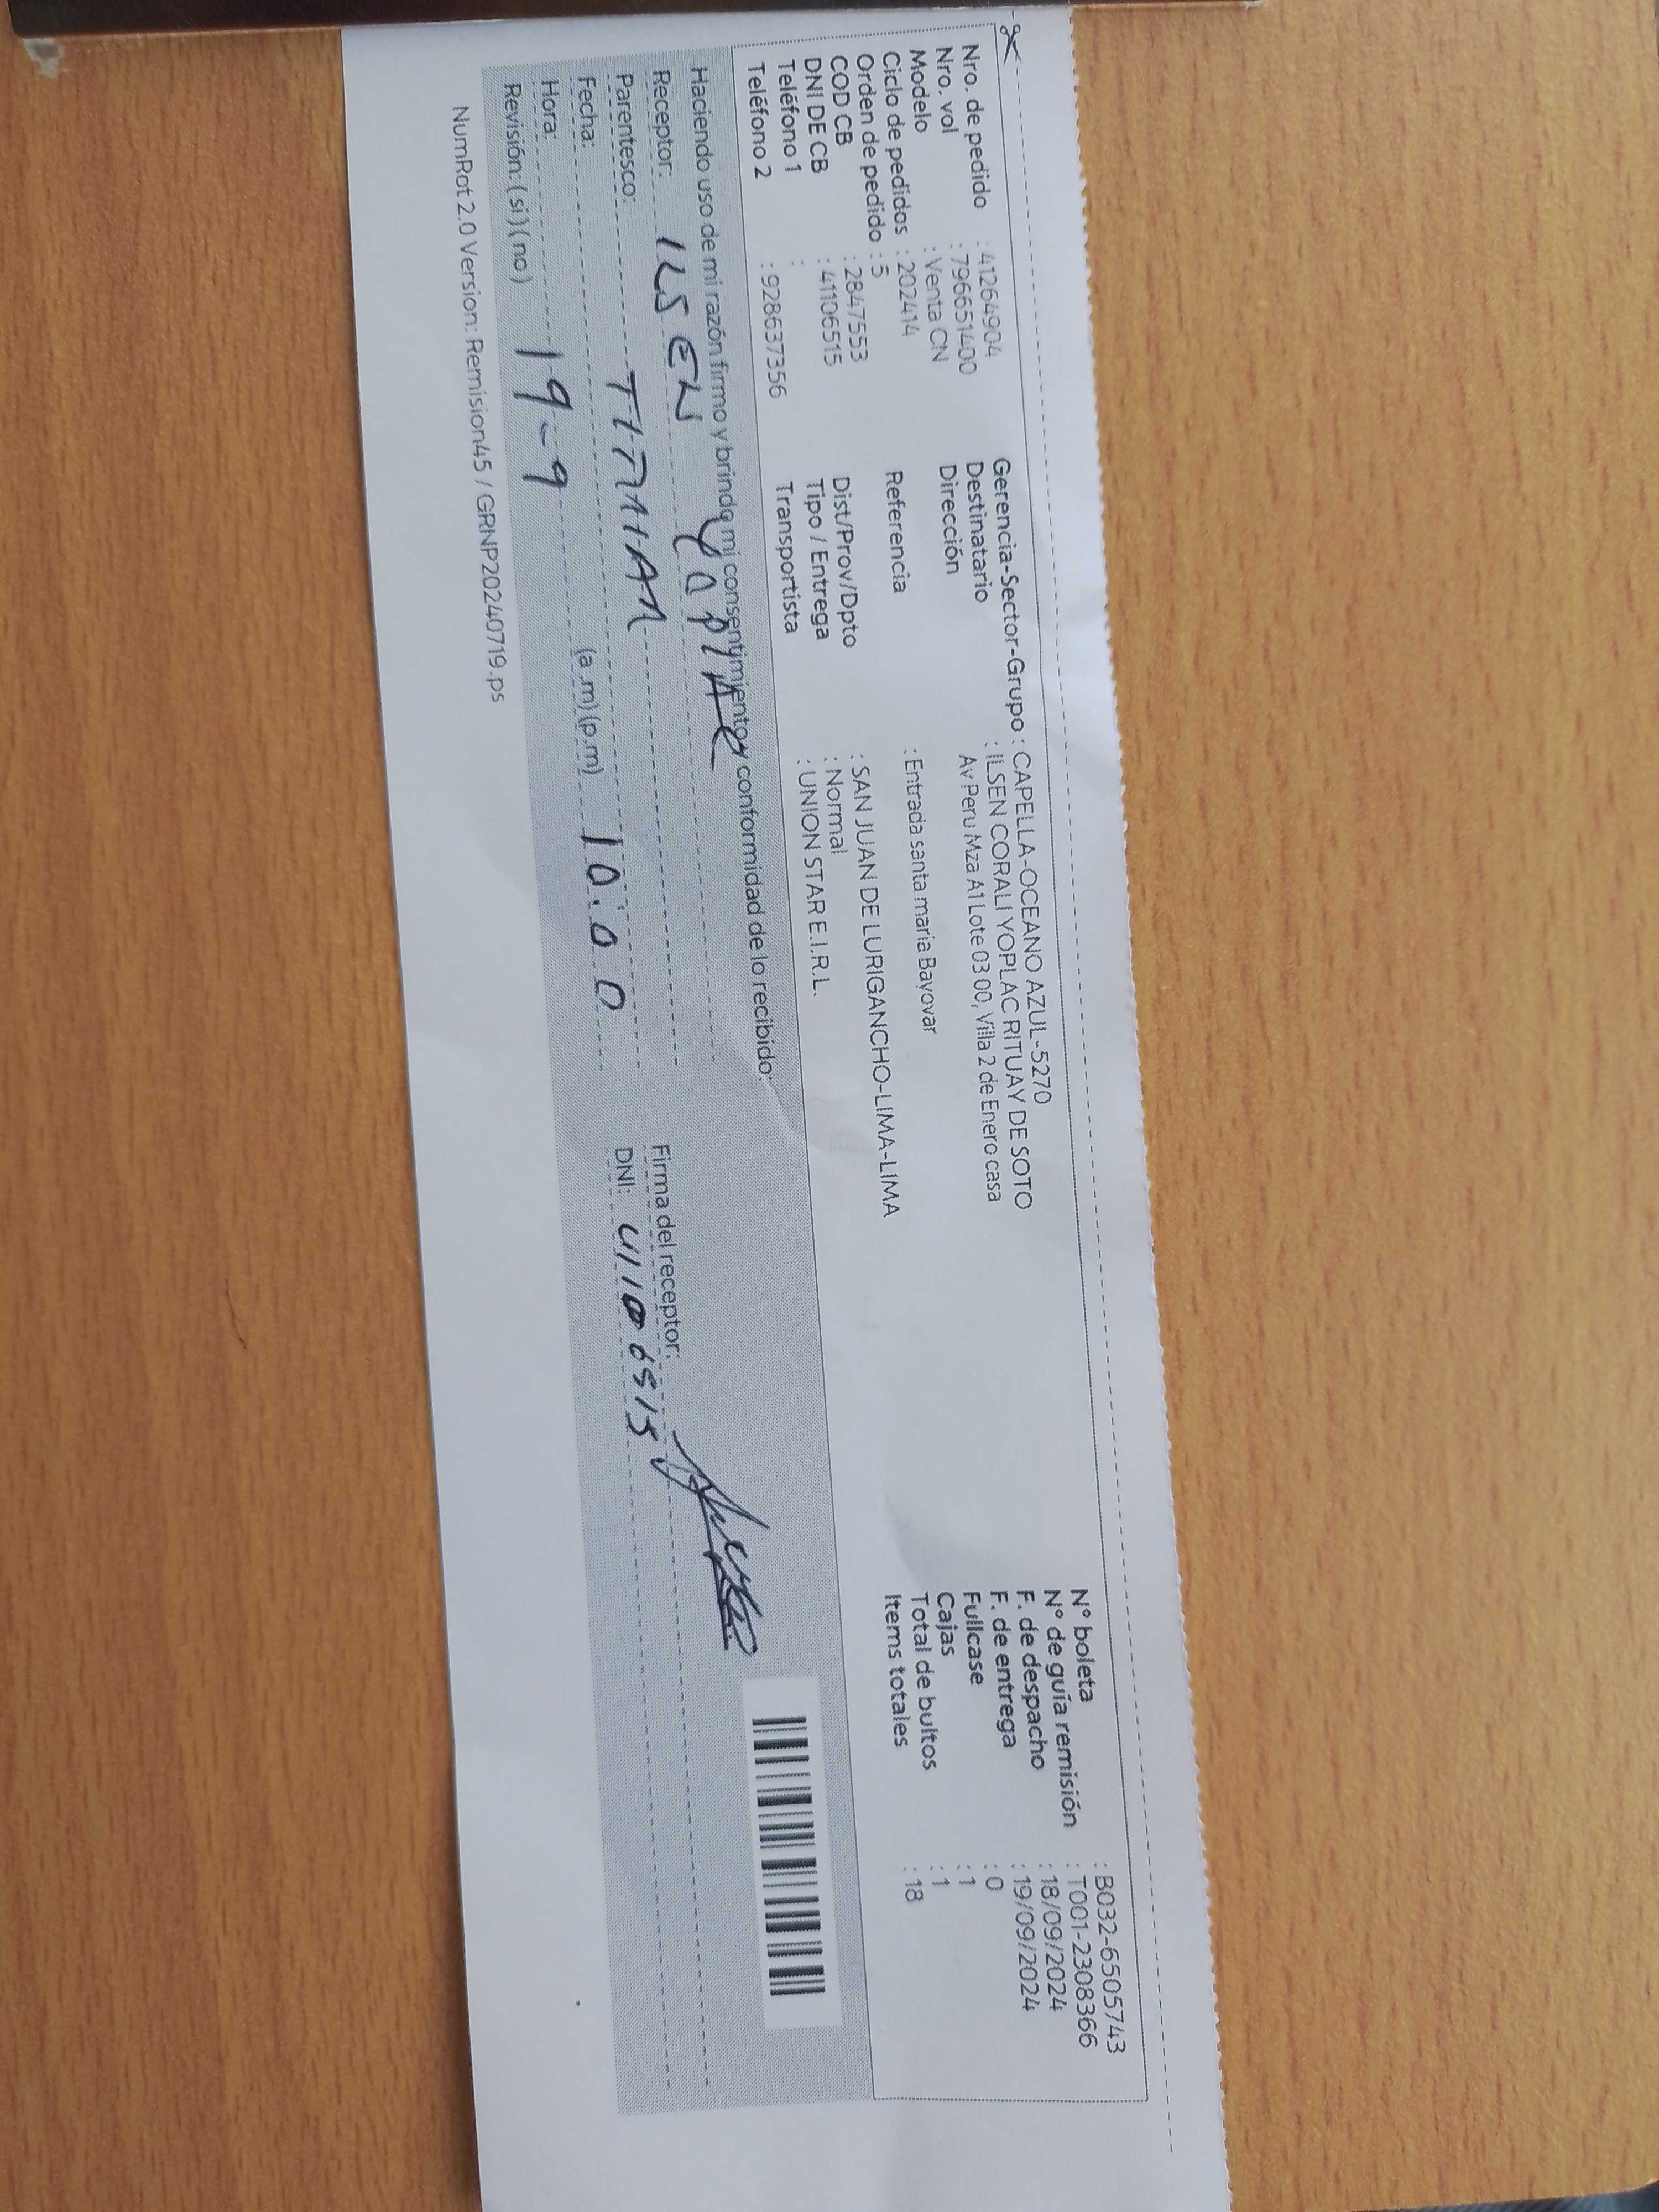 Nro. de pedido : 41264904
Nro. vol : 796651400
Modelo : Venta CN
Ciclo de pedidos : 202414
Orden de pedido : 5
COD CB : 2847553
DNI DE CB : 41106515
Teléfono 1 :
Teléfono 2 : 928637356
Gerencia-Sector-Grupo : CAPELLA-OCEANO AZUL-5270
Destinatario : ILSEN CORALI YOPLAC RITUAY DE SOTO
Dirección Av Peru Mza A1 Lote 03 00, Villa 2 de Enero casa
Referencia : Entrada santa maria Bayovar
Dist/Prov/Dpto : SAN JUAN DE LURIGANCHO-LIMA-LIMA
Tipo / Entrega : Normal
Transportista : UNION STAR E.I.R.L.
N° boleta : B032-6505743
N° de guía remisión : T001-2308366
F. de despacho : 18/09/2024
F. de entrega : 19/09/2024
Fullcase : 0
Cajas : 1
Total de bultos : 1
Items totales : 18
Haciendo uso de mi razón firmo y brindo mi consentimiento y conformidad de lo recibido:
Receptor: ILSEN
Parentesco: TITULAR
Fecha: 19-9
Hora: (a.m) (p.m) 10:00
Revisión: (si) (no)
Firma del receptor:
DNI: 41106515
NumRot 2.0 Version: Remision45 / GRNP20240719.ps